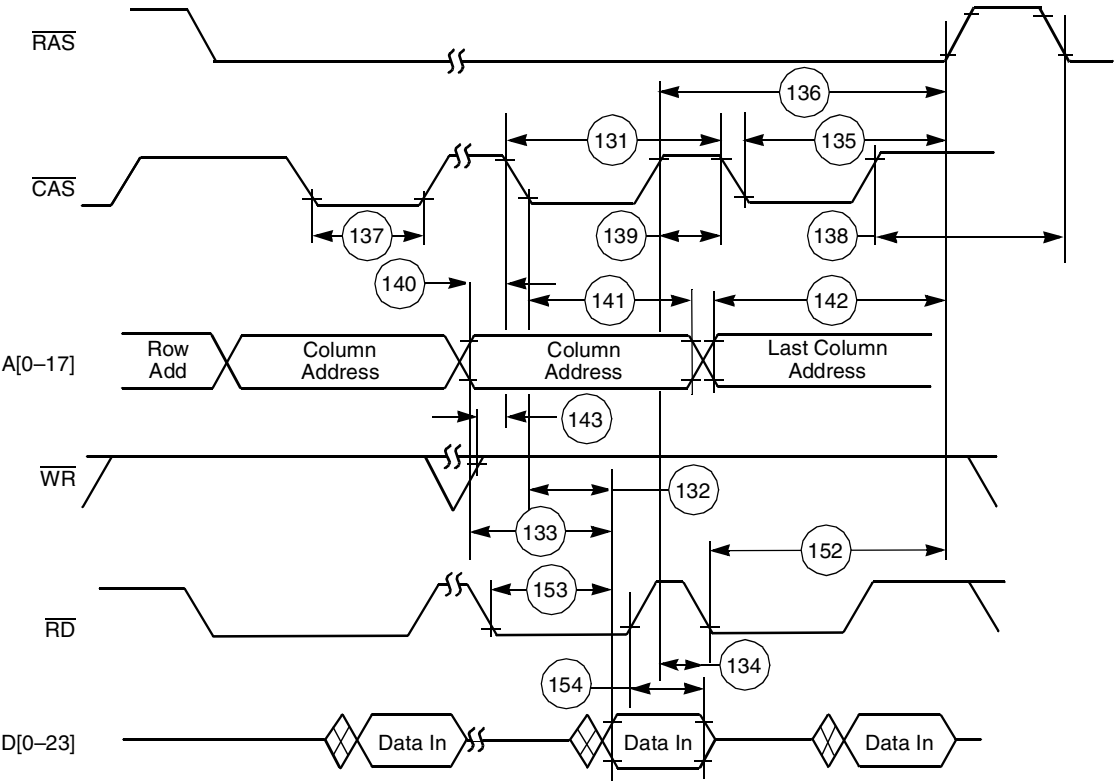 RAS
136
131
135
CAS
137
139
138
140
141
142
A[0–17]
Row
Add
Column
Address
Column
Address
Last Column
Address
143
WR
132
133
152
153
RD
134
154
D[0–23]
Data In
Data In
Data In